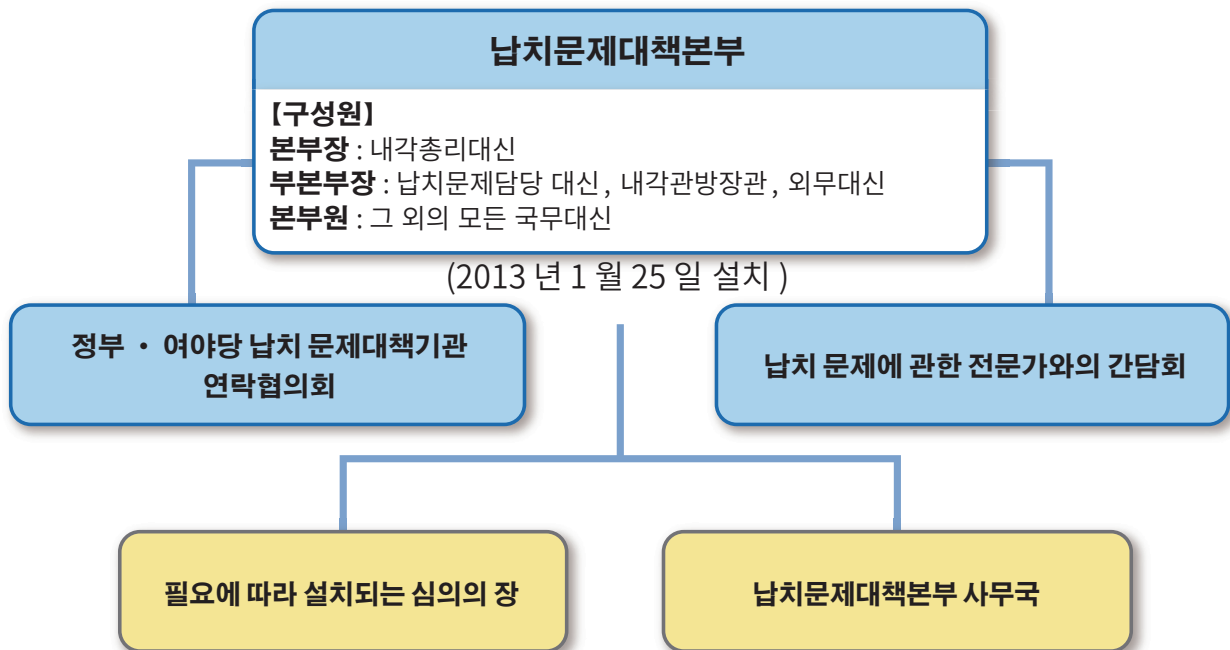 납치문제대책본부
【구성원】
본부장 : 내각총리대신
부본부장 : 납치문제담당 대신 , 내각관방장관 , 외무대신
본부원 : 그 외의 모든 국무대신
(2013 년 1 월 25 일 설치 )
정부 ・ 여야당 납치 문제대책기관
연락협의회
납치 문제에 관한 전문가와의 간담회
필요에 따라 설치되는 심의의 장
납치문제대책본부 사무국